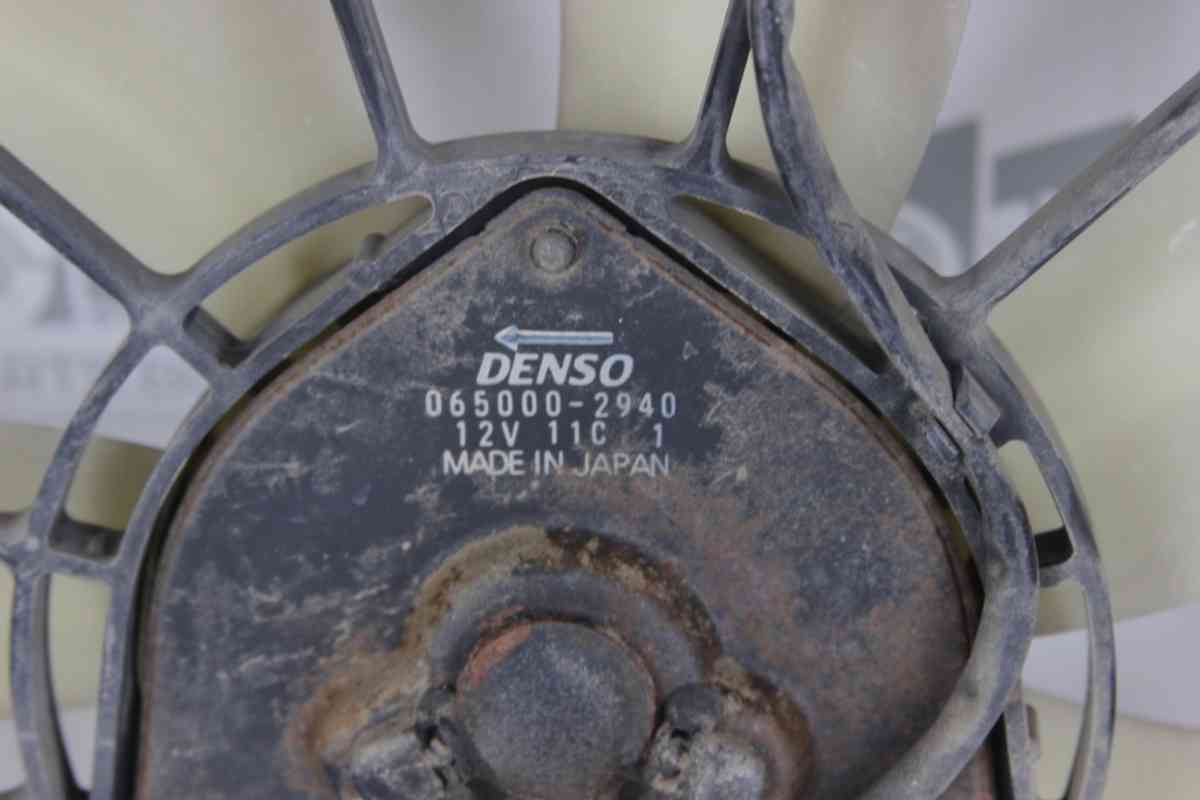 DENSO
065000-2940
12V 11C 1
MADE IN JAPAN